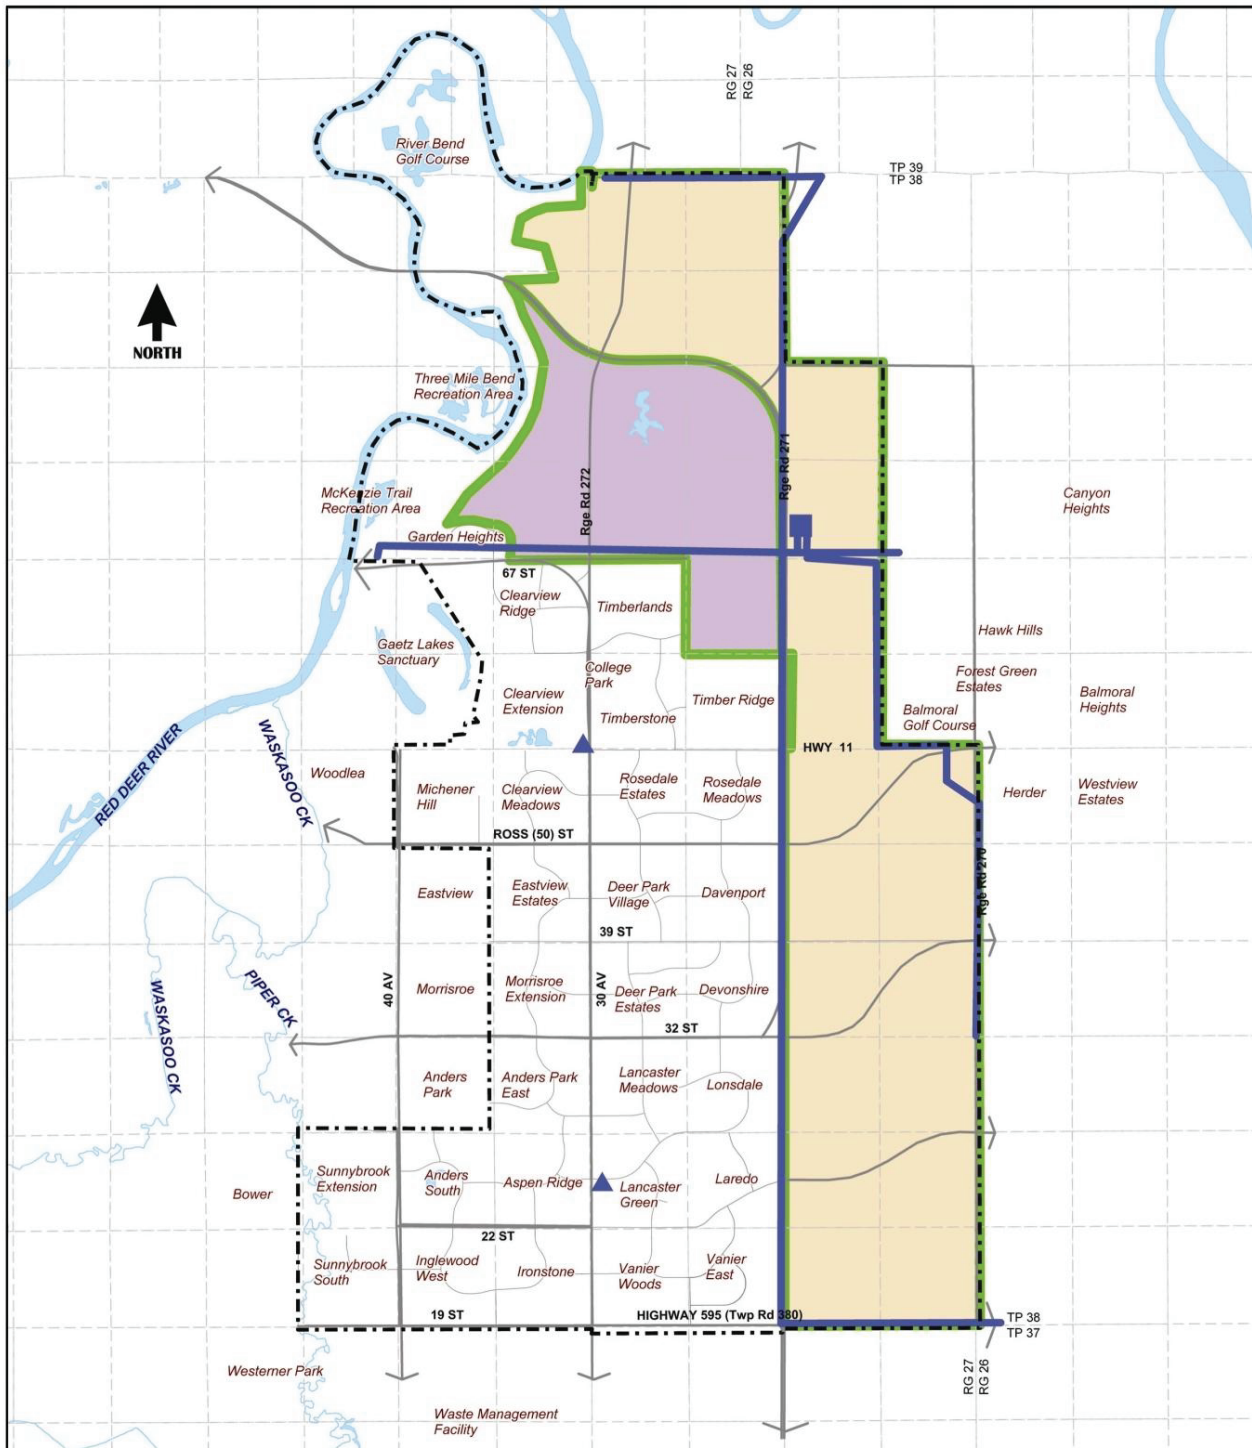 RG 27
RG 26
River Bend
Golf Course
TP 39
TP 38
NORTH
Three Mile Bend
Recreation Area
Rge Rd 271
Rge Rd 272
McKenzie Trail
Recreation Area
Canyon
Heights
Garden Heights
67 ST
Clearview
Ridge
Timberlands
Gaetz Lakes
Sanctuary
Hawk Hills
College
Park
Forest Green
Estates
Clearview
Extension
Timber Ridge
Timberstone
Balmoral
Golf Course
Balmoral
Heights
RED DEER RIVER
WASKASOO CK
HWY 11
Woodlea
Michener
Hill
Clearview
Meadows
Rosedale
Estates
Rosedale
Meadows
Herder
Westview
Estates
ROSS (50) ST
Rge Rd 270
Eastview
Eastview
Estates
Deer Park
Village
Davenport
39 ST
40 AV
30 AV
PIPER CK
WASKASOO CK
Morrisroe
Morrisroe
Extension
Deer Park
Estates
Devonshire
32 ST
Anders
Park
Anders Park
East
Lancaster
Meadows
Lonsdale
Bower
Sunnybrook
Extension
Anders
South
Aspen Ridge
Lancaster
Green
Laredo
22 ST
Sunnybrook
South
Inglewood
West
Ironstone
Vanier
Woods
Vanier
East
19 ST
HIGHWAY 595 (Twp Rd 380)
TP 38
TP 37
RG 27
RG 26
Westerner Park
Waste Management
Facility